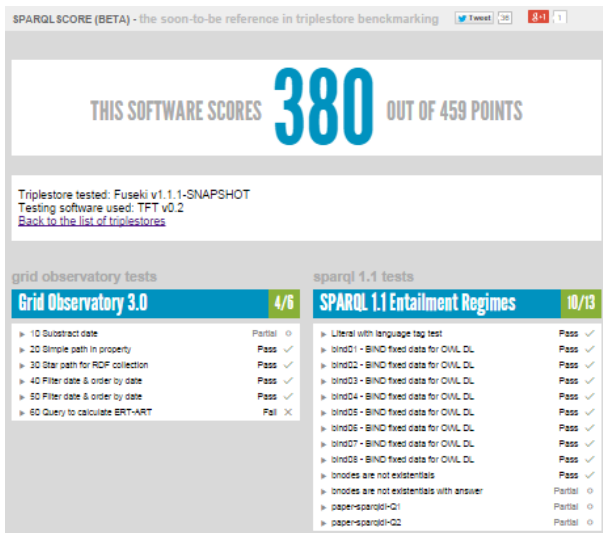 SPARQLSCORE (BETA) - the soon-to-be reference in triplestore benckmarking Tweet 36 g+1 1
THIS SOFTWARE SCORES 380 OUT OF 459 POINTS
Triplestore tested: Fuseki v1.1.1-SNAPSHOT
Testing software used: TFT v0.2
Back to the list of triplestores
grid observatory tests
Grid Observatory 3.0 4/6
10 Substract date Partial
20 Simple path in property Pass
30 Star path for RDF collection Pass
40 Filter date & order by date Pass
50 Filter date & order by date Pass
60 Query to calculate ERT-ART Fail
sparql 1.1 tests
SPARQL 1.1 Entailment Regimes 10/13
Literal with language tag test Pass
bind01 - BIND fixed data for OWL DL Pass
bind02 - BIND fixed data for OWL DL Pass
bind03 - BIND fixed data for OWL DL Pass
bind04 - BIND fixed data for OWL DL Pass
bind05 - BIND fixed data for OWL DL Pass
bind06 - BIND fixed data for OWL DL Pass
bind07 - BIND fixed data for OWL DL Pass
bind08 - BIND fixed data for OWL DL Pass
bnodes are not existentials Pass
bnodes are not existentials with answer Partial
paper-sparqldl-Q1 Partial
paper-sparqldl-Q2 Partial